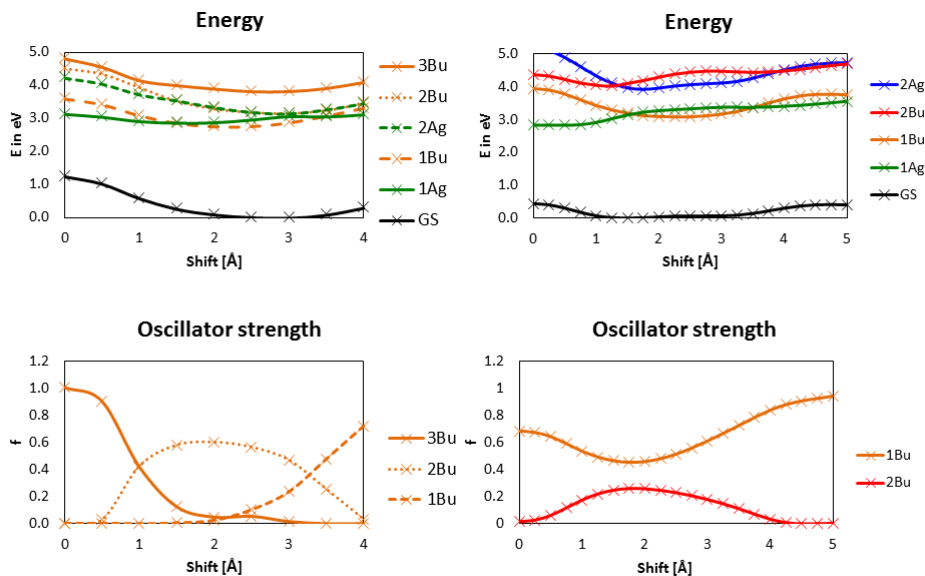 Energy
5.0
4.0
3.0
2.0
1.0
0.0
E in eV
0 1 2 3 4
Shift [Å]
3Bu
2Bu
2Ag
1Bu
1Ag
GS
Energy
5.0
4.0
3.0
2.0
1.0
0.0
E in eV
0 1 2 3 4 5
Shift [Å]
2Ag
2Bu
1Bu
1Ag
GS
Oscillator strength
1.2
1.0
0.8
0.6
0.4
0.2
0.0
f
0 1 2 3 4
Shift [Å]
3Bu
2Bu
1Bu
Oscillator strength
1.2
1.0
0.8
0.6
0.4
0.2
0.0
f
0 1 2 3 4 5
Shift [Å]
1Bu
2Bu